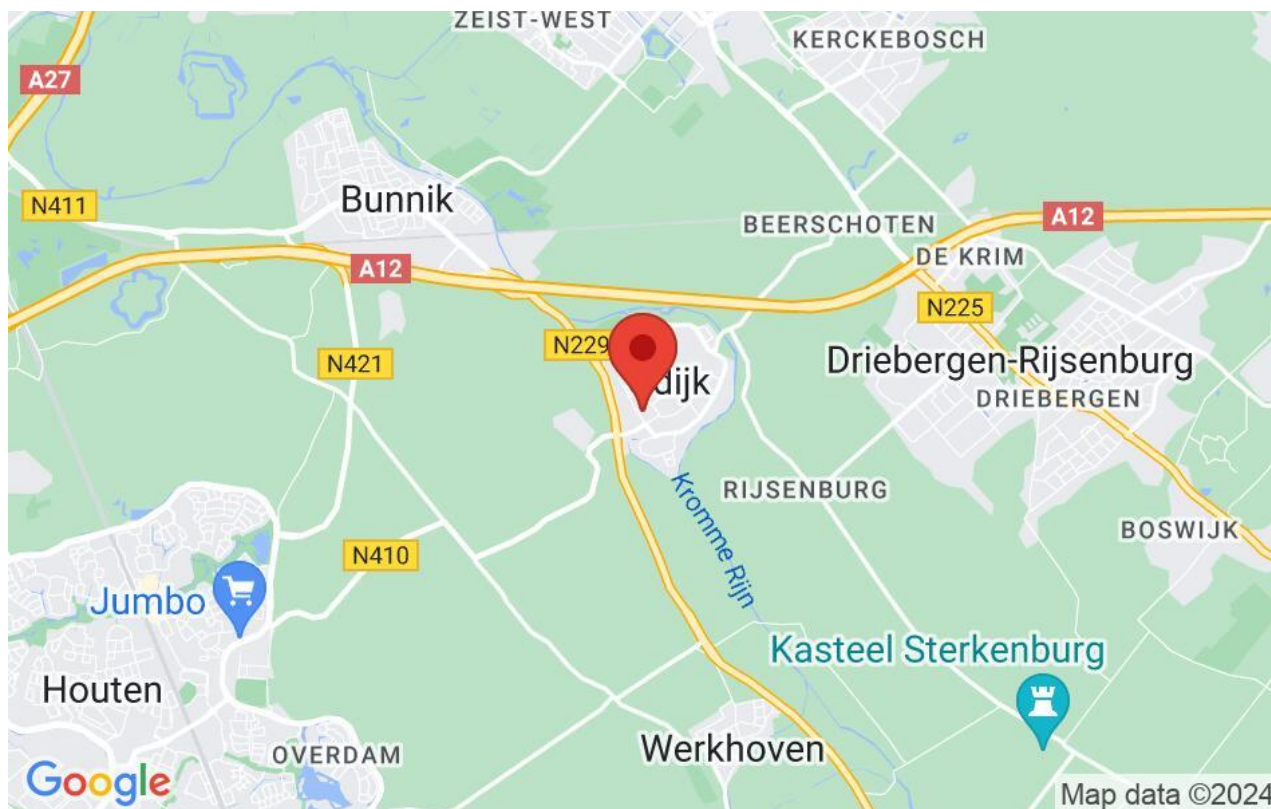 ZEIST-WEST
KERCKEBOSCH
A27
N411
Bunnik
BEERSCHOTEN
A12
DE KRIM
A12
N225
N229
N421
dijk
Driebergen-Rijsenburg
DRIEBERGEN
RIJSENBURG
Kromme Rijn
BOSWIJK
N410
Jumbo
Kasteel Sterkenburg
Houten
Werkhoven
OVERDAM
Google
Map data ©2024